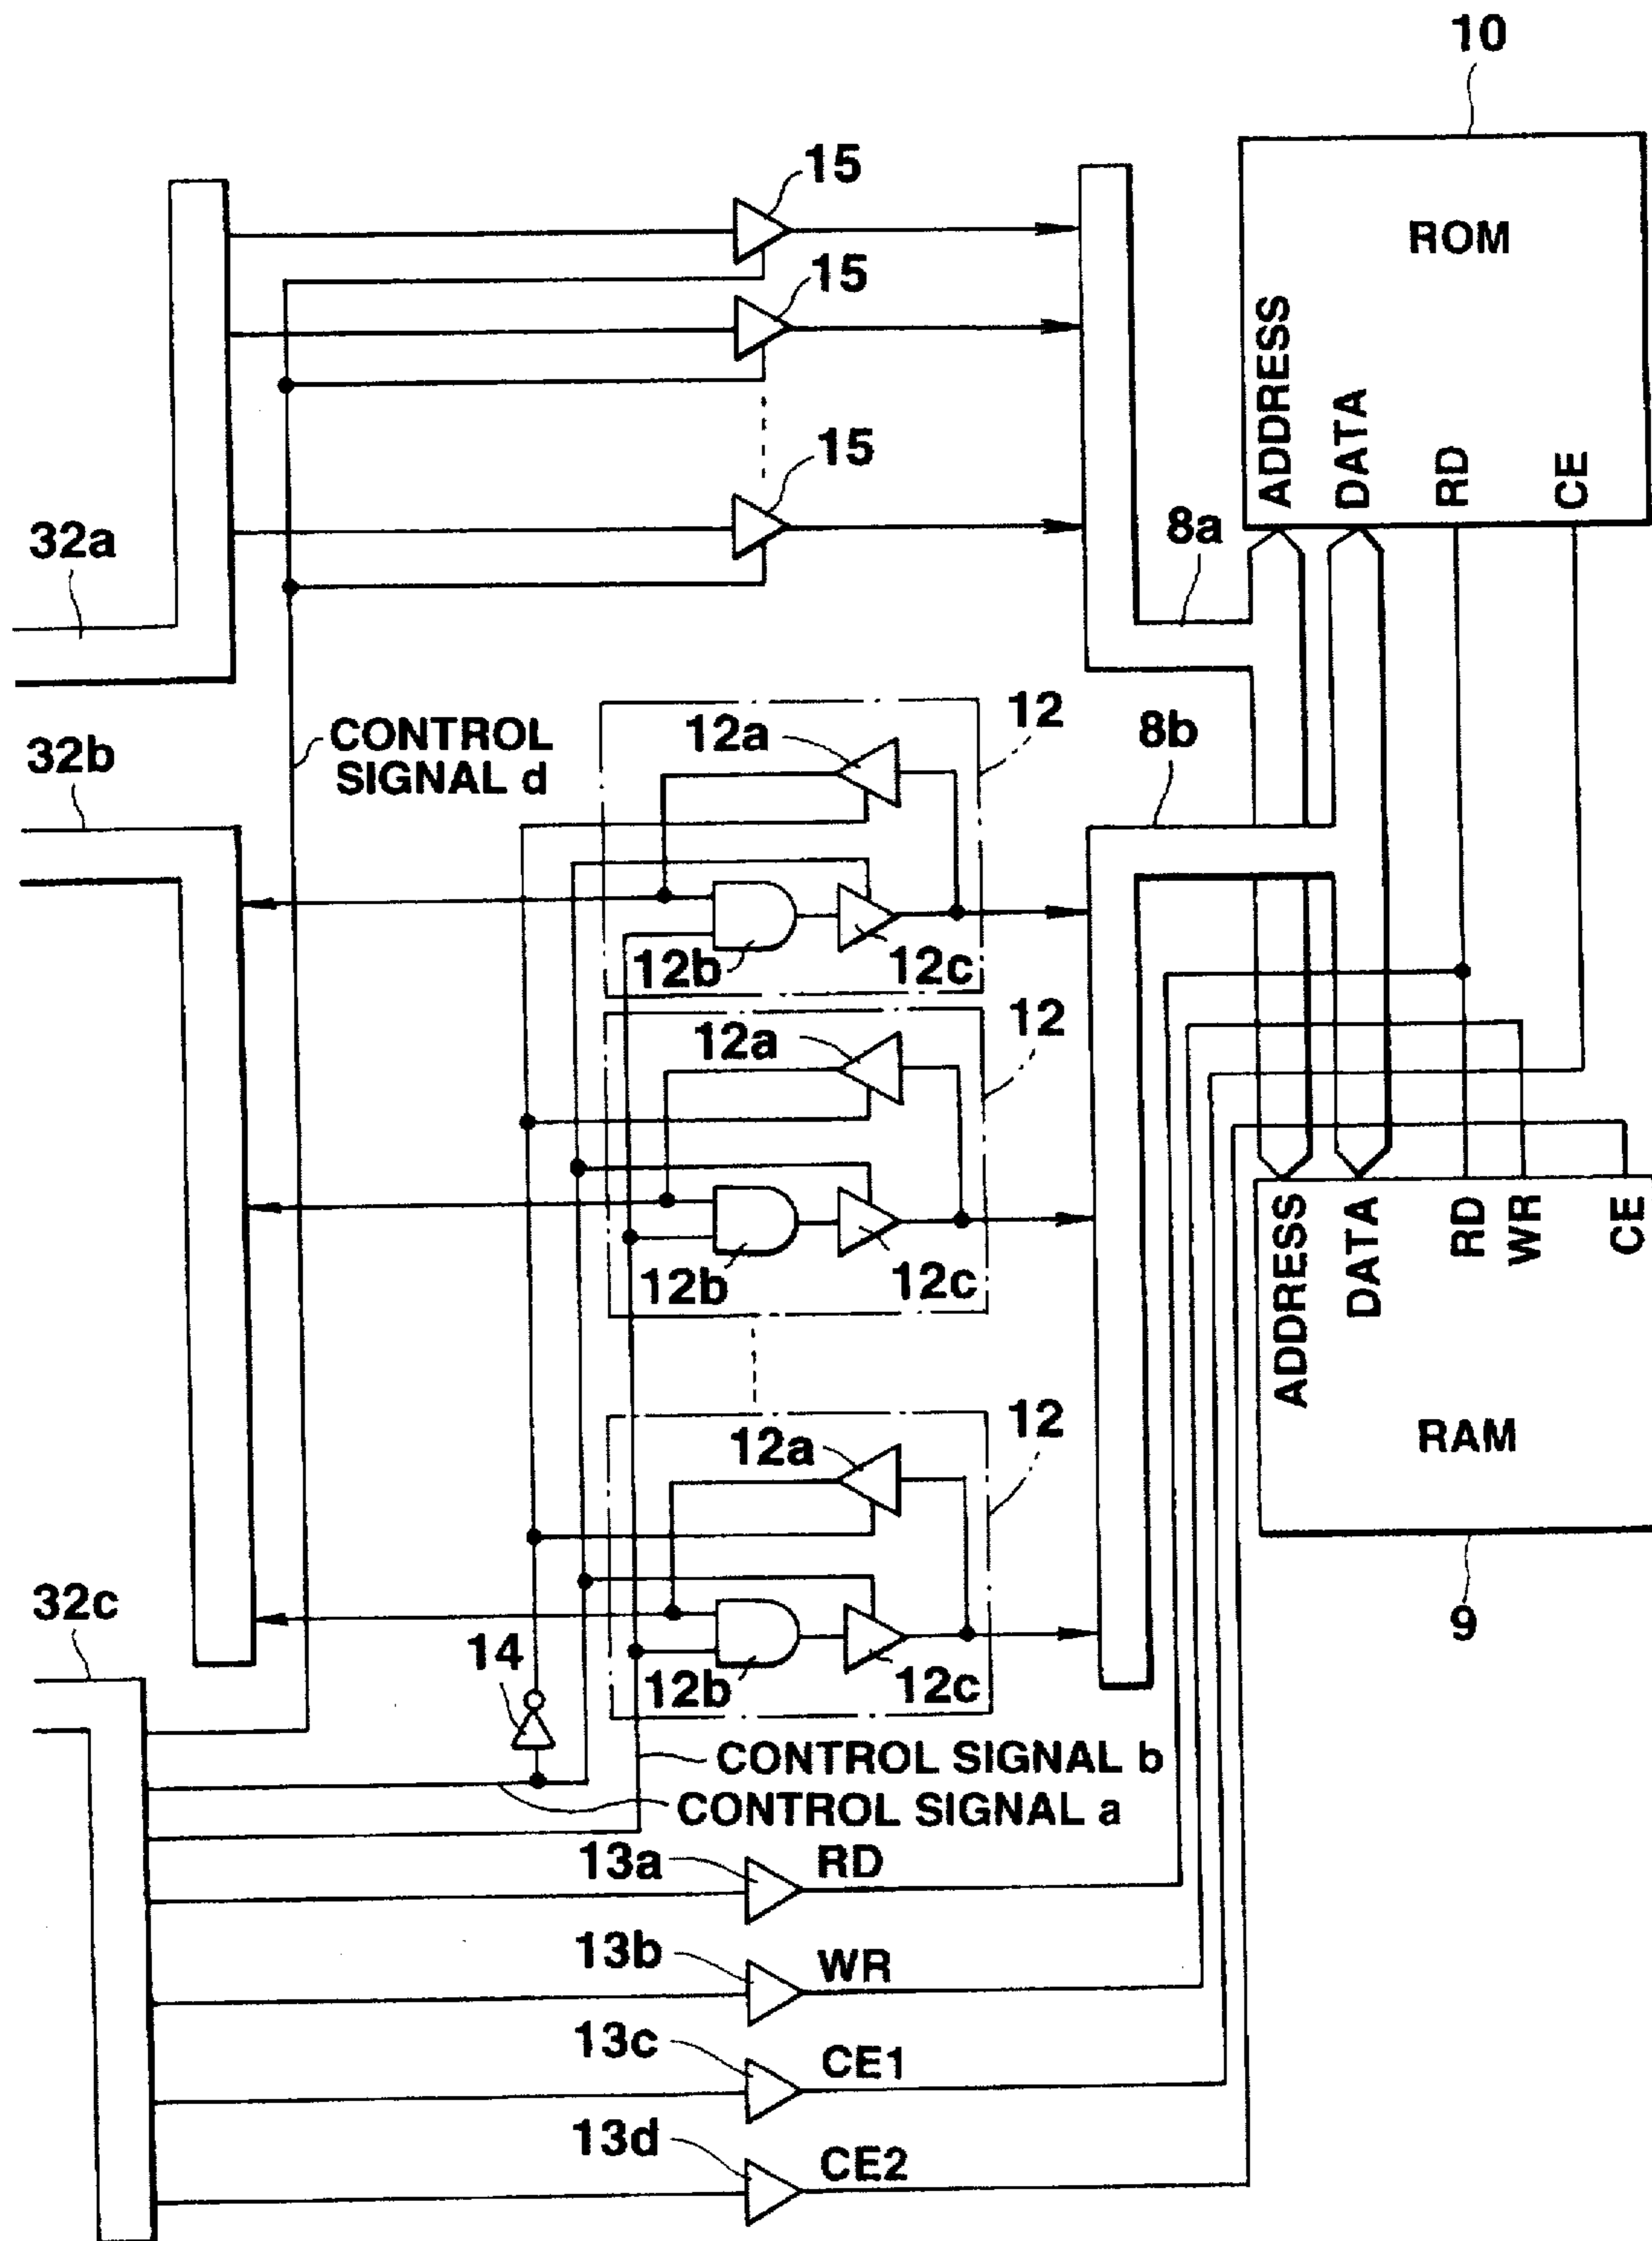 10
15
ROM
15
ADDRESS
DATA
RD
CE
15
32a
8a
CONTROL
SIGNAL d
32b
12a
12
8b
12b
12c
12a
12
12b
12c
ADDRESS
DATA
RD
WR
CE
12a
12
RAM
32c
9
14
12b
12c
CONTROL SIGNAL b
CONTROL SIGNAL a
13a
RD
13b
WR
13c
CE1
13d
CE2